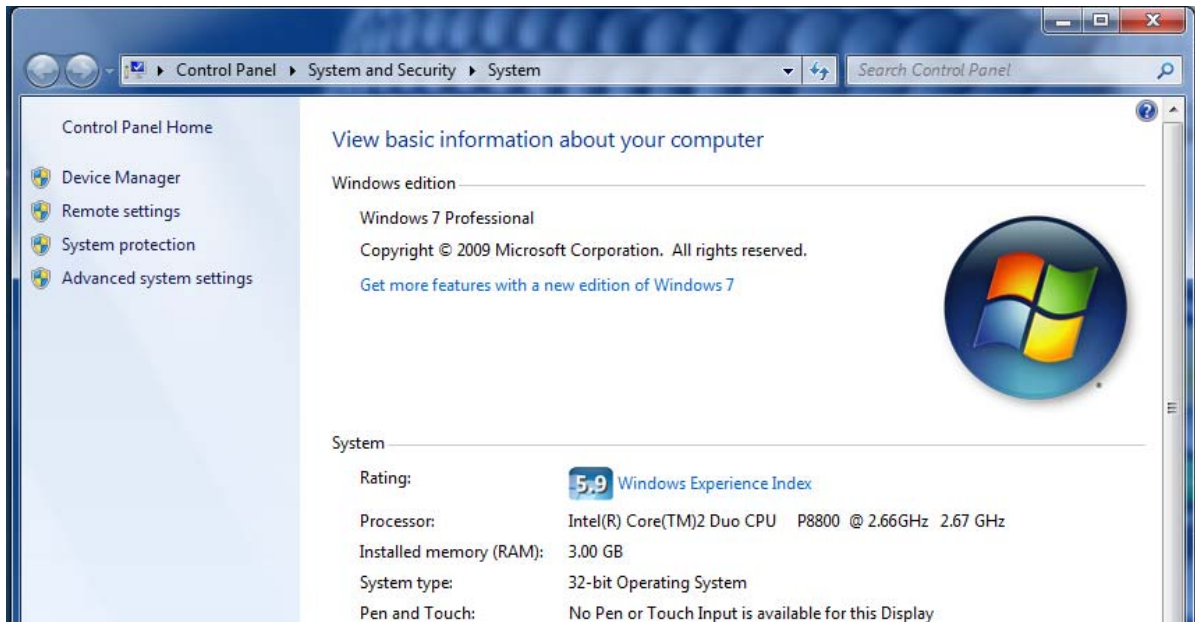 Control Panel ▸ System and Security ▸ System
Search Control Panel
Control Panel Home
Device Manager
Remote settings
System protection
Advanced system settings
View basic information about your computer
Windows edition
Windows 7 Professional
Copyright © 2009 Microsoft Corporation. All rights reserved.
Get more features with a new edition of Windows 7
System
Rating: 5,9 Windows Experience Index
Processor: Intel(R) Core(TM)2 Duo CPU P8800 @ 2.66GHz 2.67 GHz
Installed memory (RAM): 3.00 GB
System type: 32-bit Operating System
Pen and Touch: No Pen or Touch Input is available for this Display